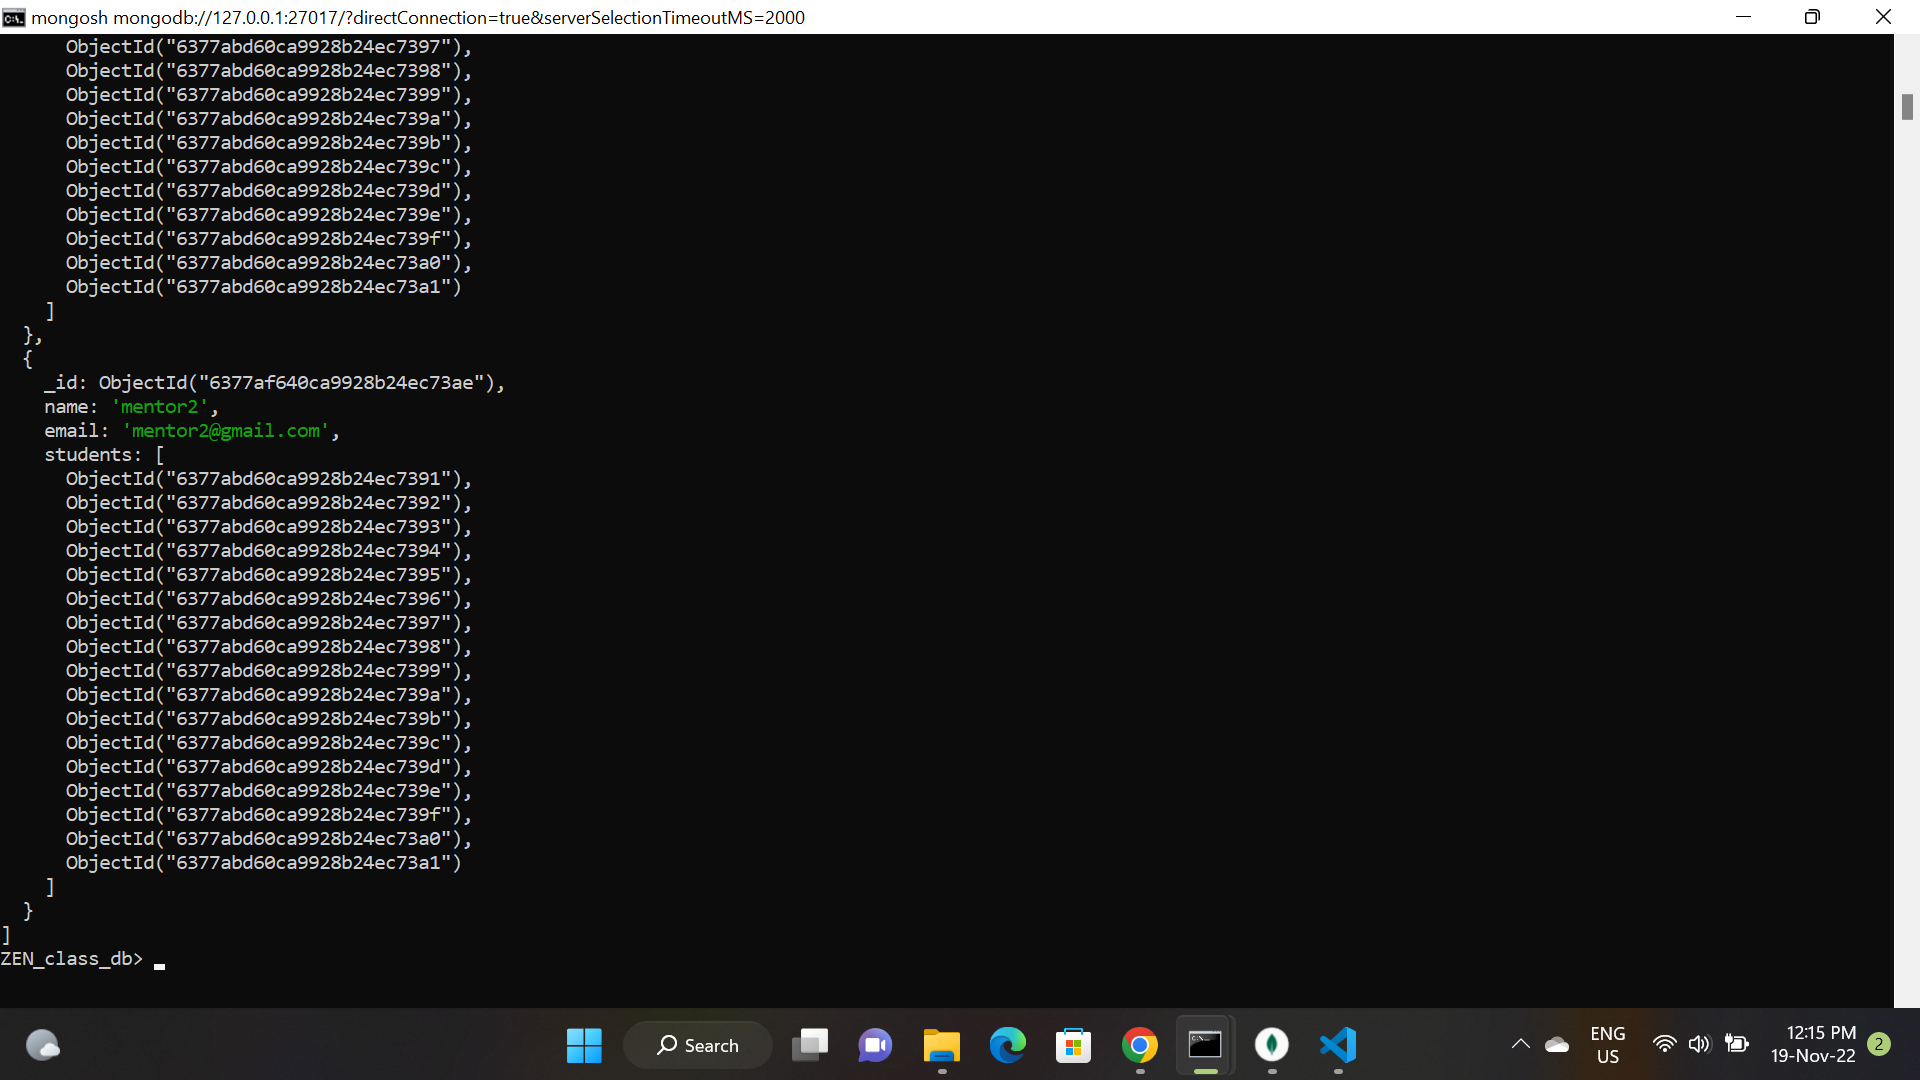 mongosh mongodb://127.0.0.1:27017/?directConnection=true&serverSelectionTimeoutMS=2000
ObjectId("6377abd60ca9928b24ec7397"),
ObjectId("6377abd60ca9928b24ec7398"),
ObjectId("6377abd60ca9928b24ec7399"),
ObjectId("6377abd60ca9928b24ec739a"),
ObjectId("6377abd60ca9928b24ec739b"),
ObjectId("6377abd60ca9928b24ec739c"),
ObjectId("6377abd60ca9928b24ec739d"),
ObjectId("6377abd60ca9928b24ec739e"),
ObjectId("6377abd60ca9928b24ec739f"),
ObjectId("6377abd60ca9928b24ec73a0"),
ObjectId("6377abd60ca9928b24ec73a1")
]
},
{
_id: ObjectId("6377af640ca9928b24ec73ae"),
name: 'mentor2',
email: 'mentor2@gmail.com',
students: [
ObjectId("6377abd60ca9928b24ec7391"),
ObjectId("6377abd60ca9928b24ec7392"),
ObjectId("6377abd60ca9928b24ec7393"),
ObjectId("6377abd60ca9928b24ec7394"),
ObjectId("6377abd60ca9928b24ec7395"),
ObjectId("6377abd60ca9928b24ec7396"),
ObjectId("6377abd60ca9928b24ec7397"),
ObjectId("6377abd60ca9928b24ec7398"),
ObjectId("6377abd60ca9928b24ec7399"),
ObjectId("6377abd60ca9928b24ec739a"),
ObjectId("6377abd60ca9928b24ec739b"),
ObjectId("6377abd60ca9928b24ec739c"),
ObjectId("6377abd60ca9928b24ec739d"),
ObjectId("6377abd60ca9928b24ec739e"),
ObjectId("6377abd60ca9928b24ec739f"),
ObjectId("6377abd60ca9928b24ec73a0"),
ObjectId("6377abd60ca9928b24ec73a1")
]
}
]
ZEN_class_db>
Search
ENG
US
12:15 PM
19-Nov-22
2